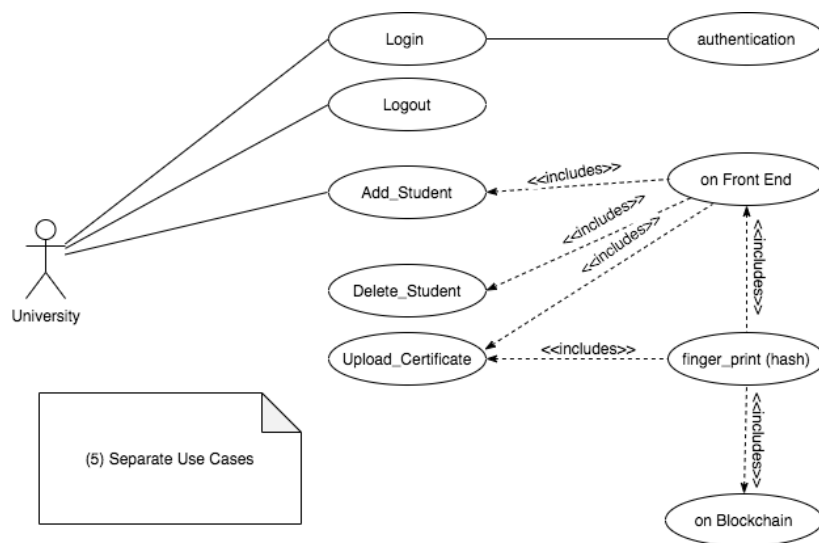 Login
authentication
Logout
<<includes>>
on Front End
Add_Student
<<includes>>
<<includes>>
<<includes>>
University
Delete_Student
Upload_Certificate
<<includes>>
finger_print (hash)
<<includes>>
(5) Separate Use Cases
on Blockchain